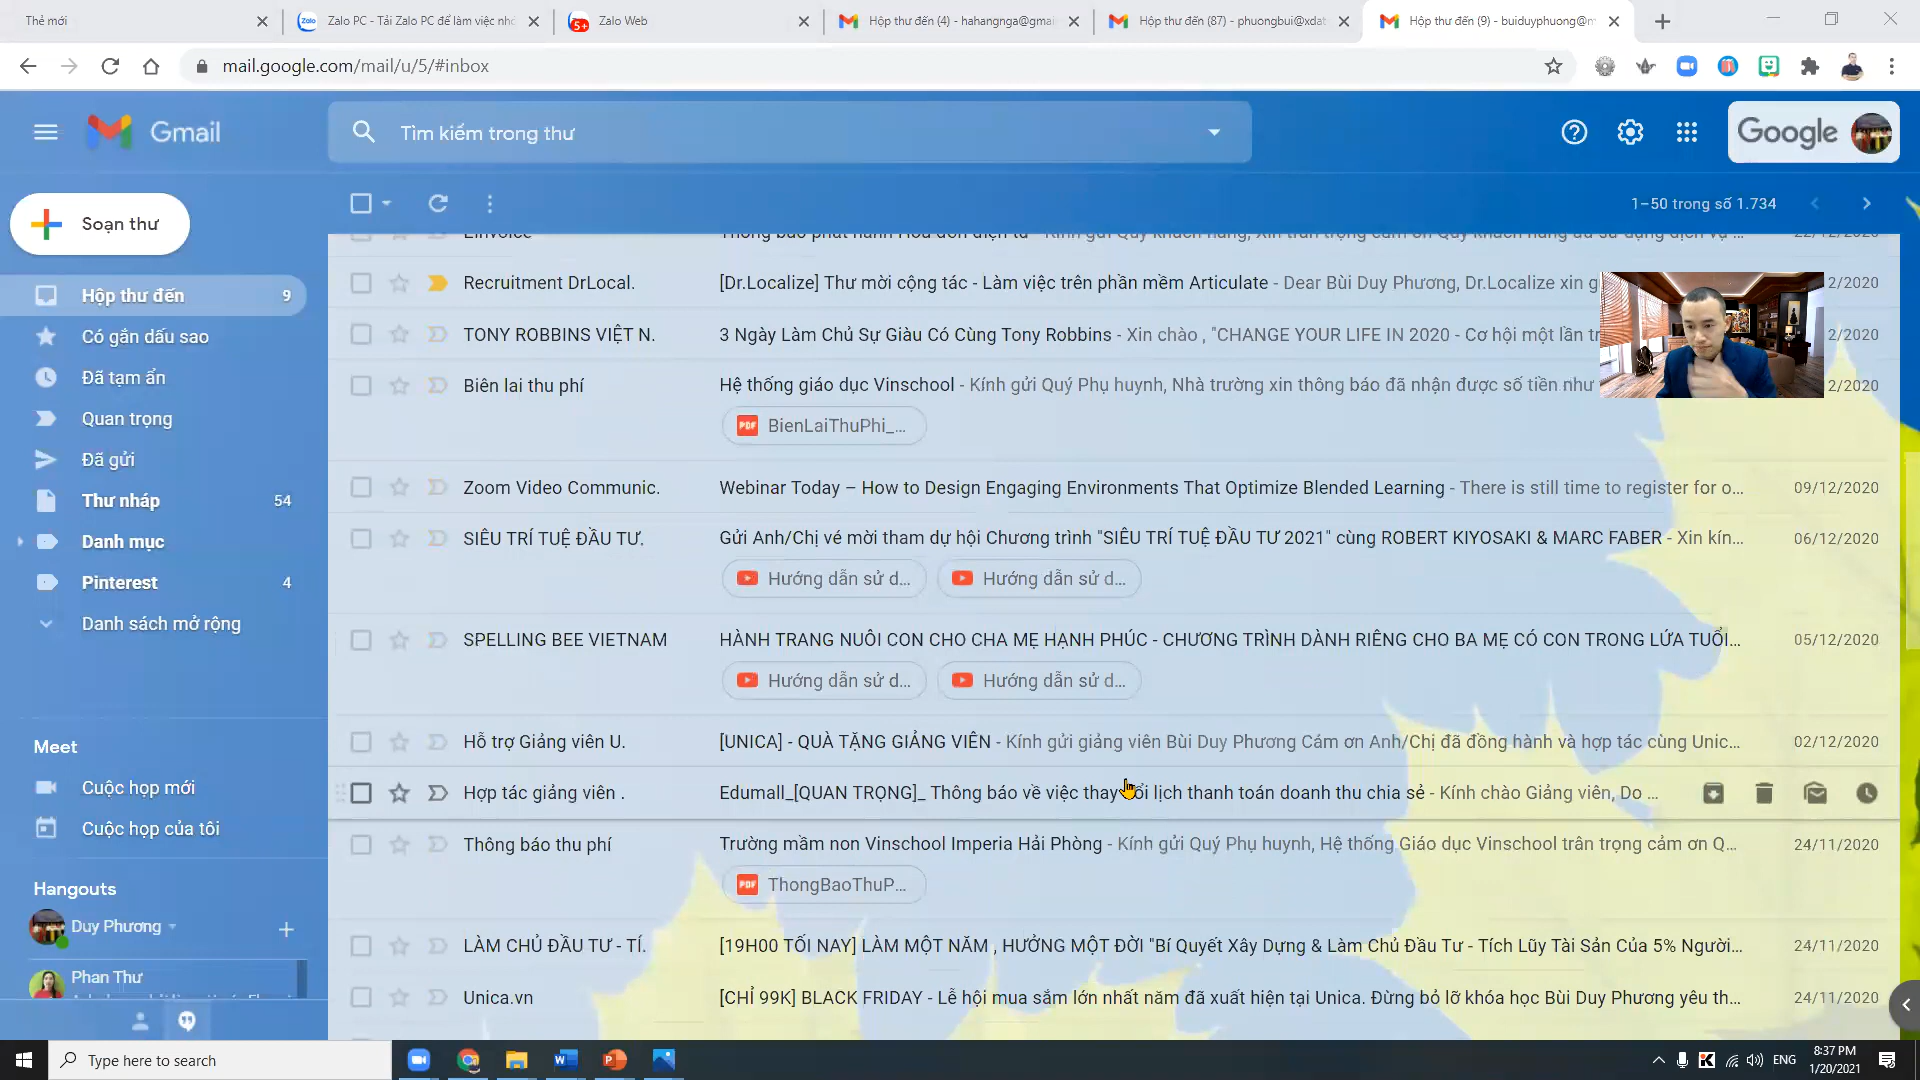 Thẻ mới
Zalo PC - Tải Zalo PC để làm việc nhó
Zalo Web
Hộp thư đến (4) - hahangnga@gmai
Hộp thư đến (87) - phuongbui@xdat
Hộp thư đến (9) - buiduyphuong@m
mail.google.com/mail/u/5/#inbox
Gmail
Tìm kiếm trong thư
Google
Soạn thư
1–50 trong số 1.734
Hộp thư đến 9
Có gắn dấu sao
Đã tạm ẩn
Quan trọng
Đã gửi
Thư nháp 54
Danh mục
Pinterest 4
Danh sách mở rộng
Meet
Cuộc họp mới
Cuộc họp của tôi
Hangouts
Duy Phương
Phan Thư
Recruitment DrLocal. [Dr.Localize] Thư mời cộng tác - Làm việc trên phần mềm Articulate - Dear Bùi Duy Phương, Dr.Localize xin g 2/2020
TONY ROBBINS VIỆT N. 3 Ngày Làm Chủ Sự Giàu Có Cùng Tony Robbins - Xin chào , "CHANGE YOUR LIFE IN 2020 - Cơ hội một lần tr 2/2020
Biên lai thu phí Hệ thống giáo dục Vinschool - Kính gửi Quý Phụ huynh, Nhà trường xin thông báo đã nhận được số tiền như 2/2020
PDF BienLaiThuPhi_...
Zoom Video Communic. Webinar Today – How to Design Engaging Environments That Optimize Blended Learning - There is still time to register for o... 09/12/2020
SIÊU TRÍ TUỆ ĐẦU TƯ. Gửi Anh/Chị vé mời tham dự hội Chương trình "SIÊU TRÍ TUỆ ĐẦU TƯ 2021" cùng ROBERT KIYOSAKI & MARC FABER - Xin kín... 06/12/2020
Hướng dẫn sử d... Hướng dẫn sử d...
SPELLING BEE VIETNAM HÀNH TRANG NUÔI CON CHO CHA MẸ HẠNH PHÚC - CHƯƠNG TRÌNH DÀNH RIÊNG CHO BA MẸ CÓ CON TRONG LỨA TUỔI... 05/12/2020
Hướng dẫn sử d... Hướng dẫn sử d...
Hỗ trợ Giảng viên U. [UNICA] - QUÀ TẶNG GIẢNG VIÊN - Kính gửi giảng viên Bùi Duy Phương Cám ơn Anh/Chị đã đồng hành và hợp tác cùng Unic... 02/12/2020
Hợp tác giảng viên . Edumall_[QUAN TRỌNG]_ Thông báo về việc thay đổi lịch thanh toán doanh thu chia sẻ - Kính chào Giảng viên, Do ...
Thông báo thu phí Trường mầm non Vinschool Imperia Hải Phòng - Kính gửi Quý Phụ huynh, Hệ thống Giáo dục Vinschool trân trọng cảm ơn Q... 24/11/2020
PDF ThongBaoThuP...
LÀM CHỦ ĐẦU TƯ - TÍ. [19H00 TỐI NAY] LÀM MỘT NĂM , HƯỞNG MỘT ĐỜI "Bí Quyết Xây Dựng & Làm Chủ Đầu Tư - Tích Lũy Tài Sản Của 5% Người... 24/11/2020
Unica.vn [CHỈ 99K] BLACK FRIDAY - Lễ hội mua sắm lớn nhất năm đã xuất hiện tại Unica. Đừng bỏ lỡ khóa học Bùi Duy Phương yêu th... 24/11/2020
Type here to search
ENG
8:37 PM
1/20/2021